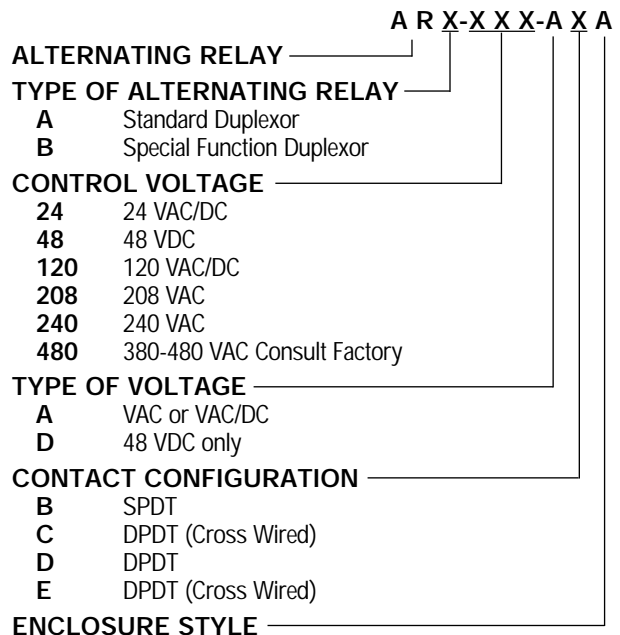 A R X-X X X-A X A
ALTERNATING RELAY
TYPE OF ALTERNATING RELAY
A Standard Duplexor
B Special Function Duplexor
CONTROL VOLTAGE
24 24 VAC/DC
48 48 VDC
120 120 VAC/DC
208 208 VAC
240 240 VAC
480 380-480 VAC Consult Factory
TYPE OF VOLTAGE
A VAC or VAC/DC
D 48 VDC only
CONTACT CONFIGURATION
B SPDT
C DPDT (Cross Wired)
D DPDT
E DPDT (Cross Wired)
ENCLOSURE STYLE